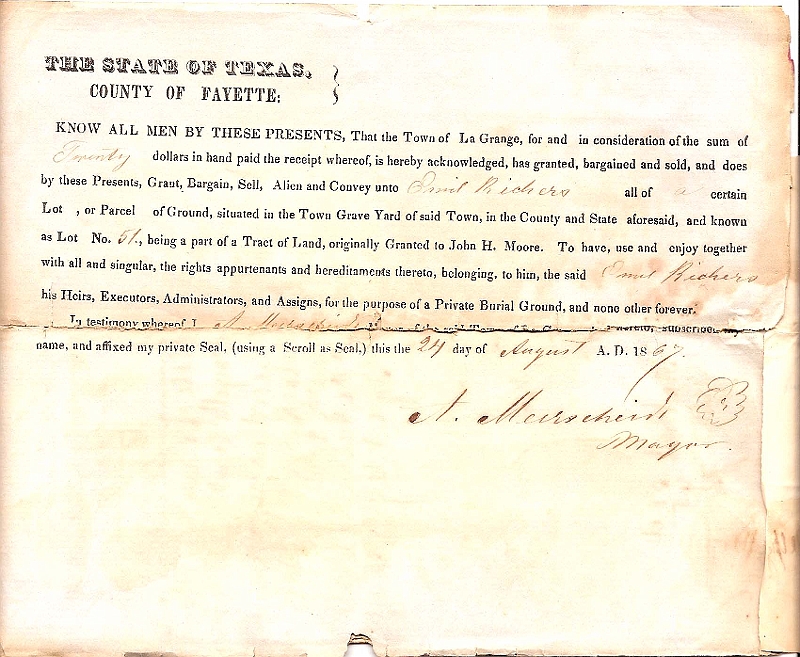 THE STATE OF TEXAS,
COUNTY OF FAYETTE:
KNOW ALL MEN BY THESE PRESENTS, That the Town of La Grange, for and in consideration of the sum of
Twenty dollars in hand paid the receipt whereof, is hereby acknowledged, has granted, bargained and sold, and does
by these Presents, Grant, Bargain, Sell, Alien and Convey unto Emil Richers all of a certain
Lot , or Parcel of Ground, situated in the Town Grave Yard of said Town, in the County and State aforesaid, and known
as Lot No. 51., being a part of a Tract of Land, originally Granted to John H. Moore. To have, use and enjoy together
with all and singular, the rights appurtenants and hereditaments thereto, belonging, to him, the said Emil Richers
his Heirs, Executors, Administrators, and Assigns, for the purpose of a Private Burial Ground, and none other forever.
In testimony whereof I A. Meerscheidt of the said Town hereto, subscribe my
name, and affixed my private Seal, (using a Scroll as Seal,) this the 24 day of August A. D. 1867.
A. Meerscheidt
Mayor.